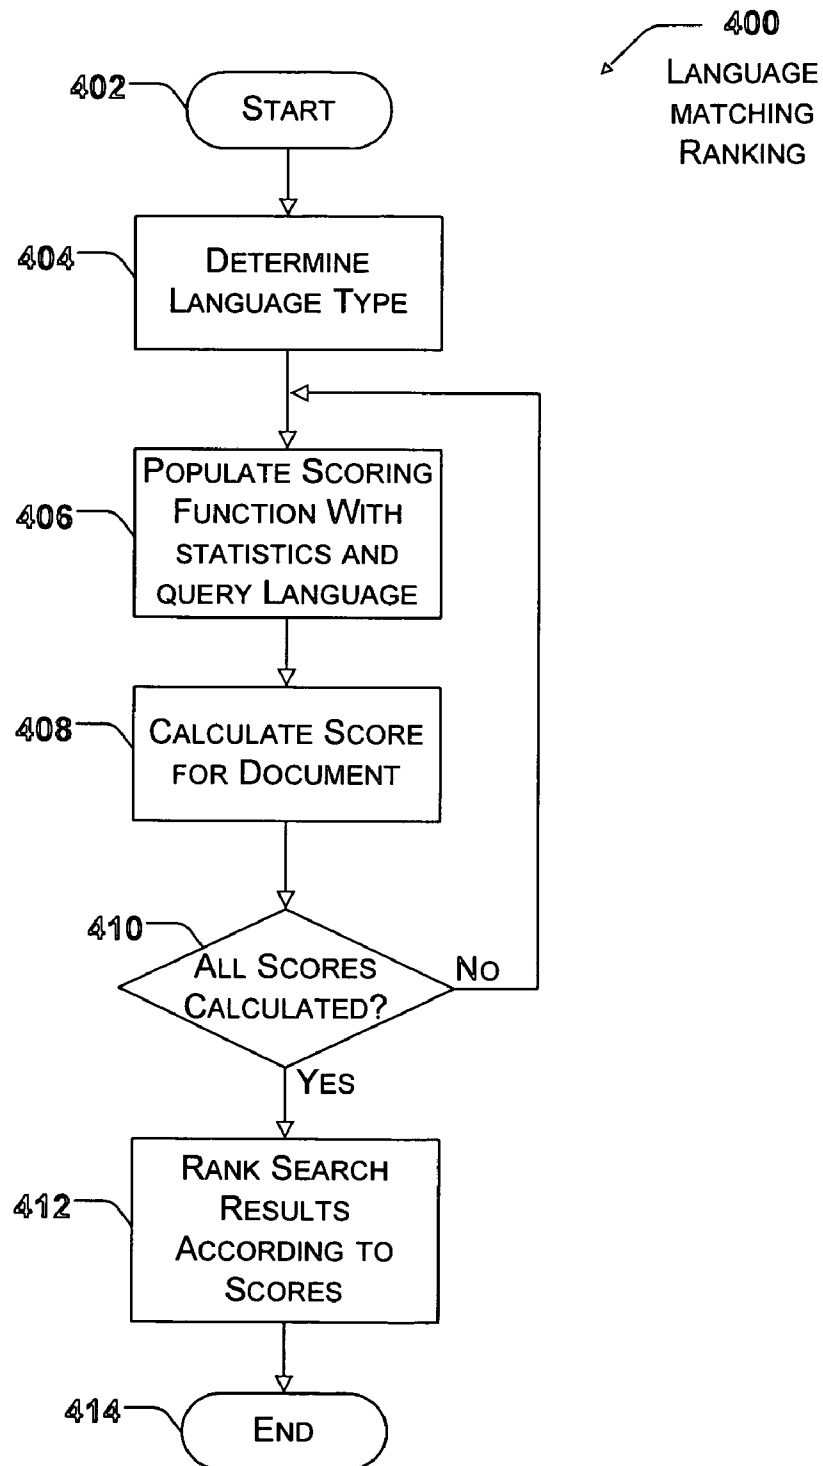 400
LANGUAGE
MATCHING
RANKING
402
START
404
DETERMINE
LANGUAGE TYPE
406
POPULATE SCORING
FUNCTION WITH
STATISTICS AND
QUERY LANGUAGE
408
CALCULATE SCORE
FOR DOCUMENT
410
ALL SCORES
CALCULATED?
NO
YES
412
RANK SEARCH
RESULTS
ACCORDING TO
SCORES
414
END